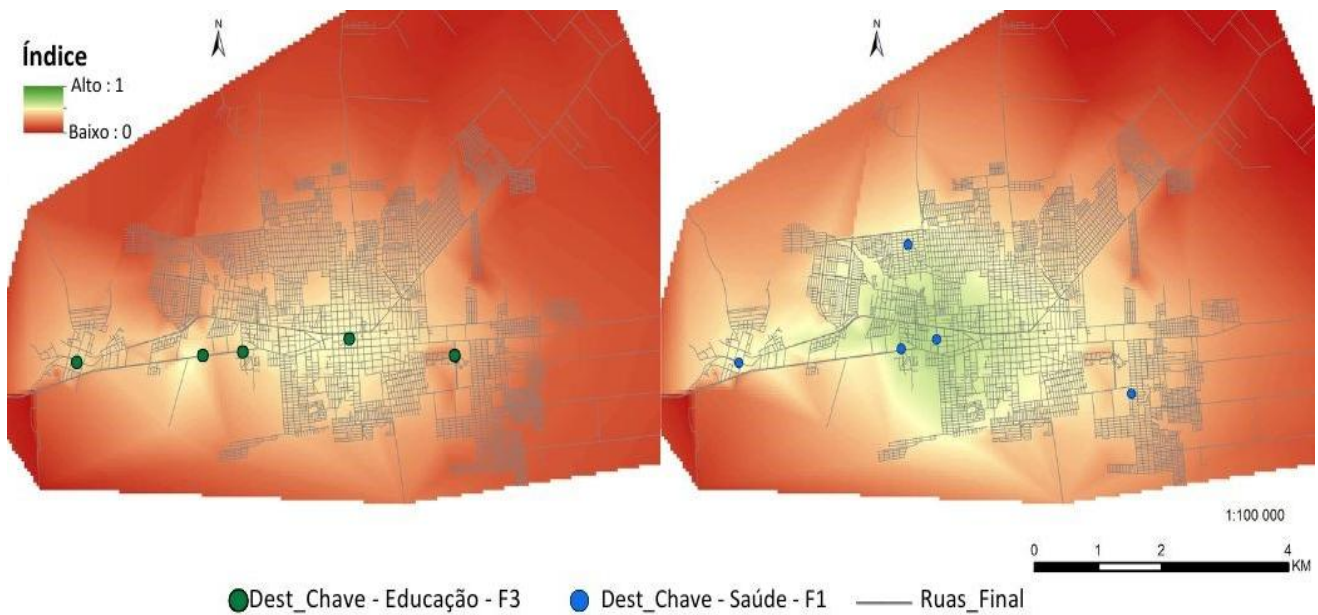 N
N
Índice
Alto : 1
Baixo : 0
1:100 000
0 1 2 4
KM
Dest_Chave - Educação - F3 Dest_Chave - Saúde - F1 Ruas_Final